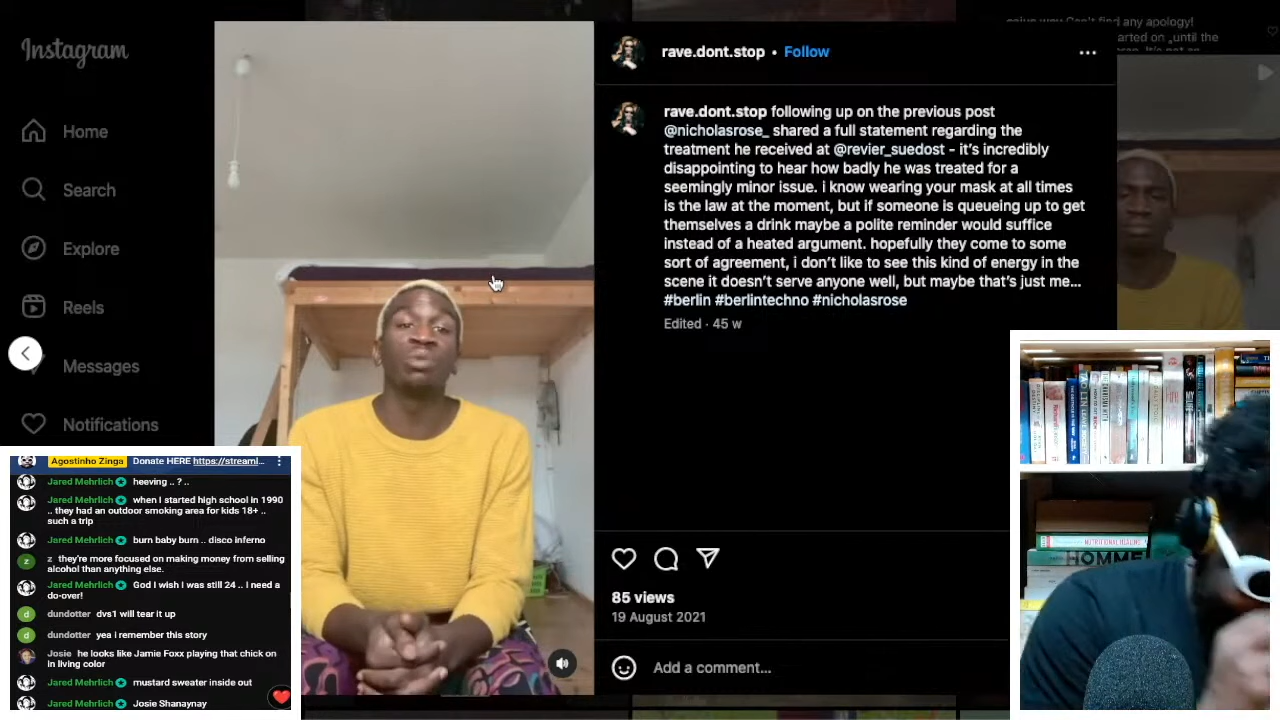 Instagram
Home
Search
Explore
Reels
Messages
Notifications
rave.dont.stop • Follow
rave.dont.stop following up on the previous post
@nicholasrose_ shared a full statement regarding the
treatment he received at @revier_suedost - it's incredibly
disappointing to hear how badly he was treated for a
seemingly minor issue. i know wearing your mask at all times
is the law at the moment, but if someone is queueing up to get
themselves a drink maybe a polite reminder would suffice
instead of a heated argument. hopefully they come to some
sort of agreement, i don't like to see this kind of energy in the
scene it doesn't serve anyone well, but maybe that's just me...
#berlin #berlintechno #nicholasrose
Edited · 45 w
85 views
19 August 2021
Add a comment...
any apology!
until the
Agostinho Zinga Donate HERE https://streaml...
Jared Mehrlich heeving .. ? ..
Jared Mehrlich when I started high school in 1990
.. they had an outdoor smoking area for kids 18+ ..
such a trip
Jared Mehrlich burn baby burn .. disco inferno
z they're more focused on making money from selling
alcohol than anything else.
Jared Mehrlich God I wish I was still 24 .. I need a
do-over!
dundotter dvs1 will tear it up
dundotter yea i remember this story
Josie he looks like Jamie Foxx playing that chick on
in living color
Jared Mehrlich mustard sweater inside out
Jared Mehrlich Josie Shanaynay
HOMME